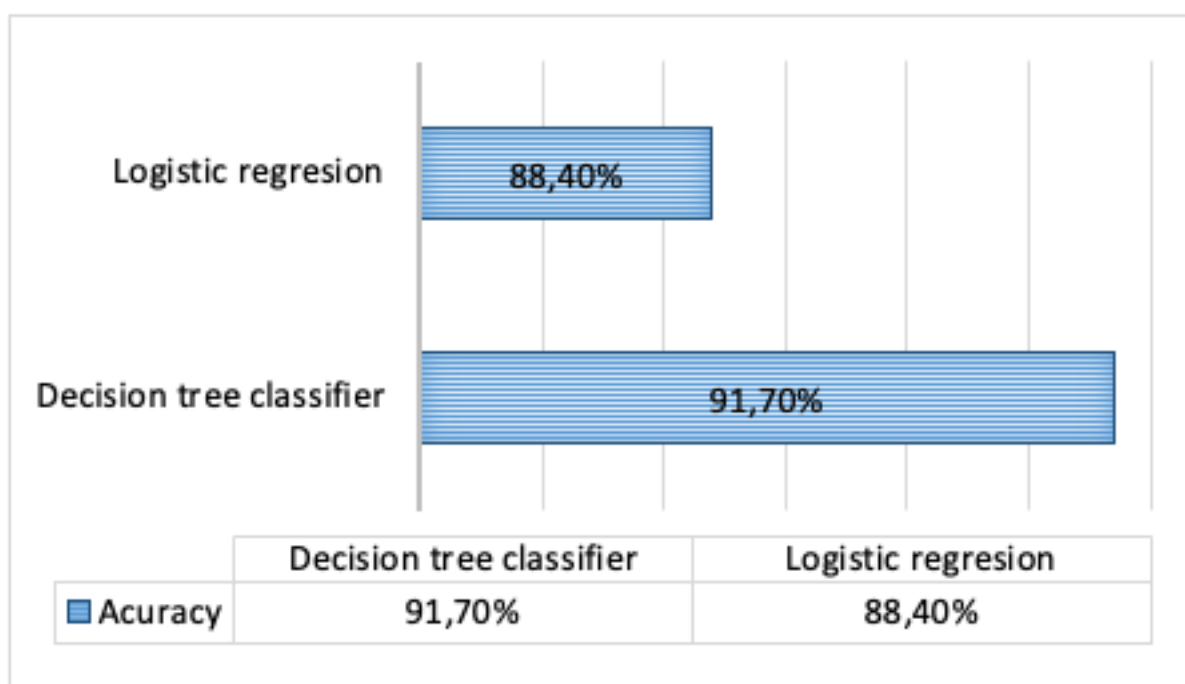 Logistic regresion
88,40%
Decision tree classifier
91,70%
Decision tree classifier Logistic regresion
Acuracy 91,70% 88,40%